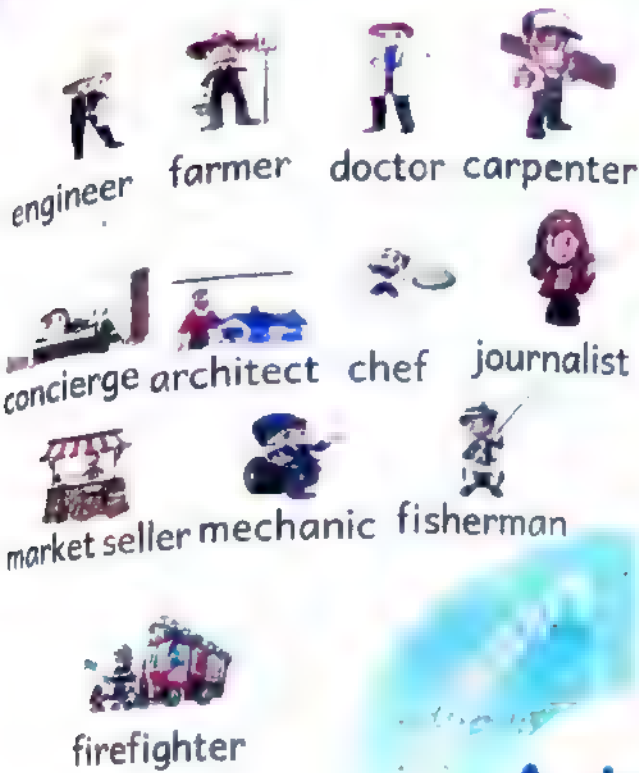 engineer farmer doctor carpenter
concierge architect chef journalist
market seller mechanic fisherman
firefighter